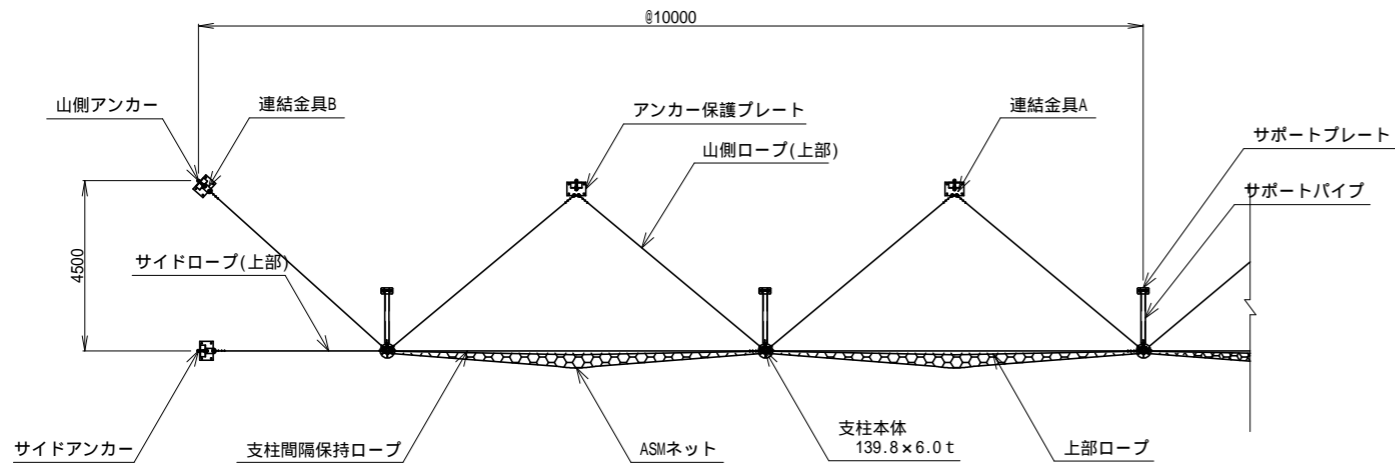 @10000
山側アンカー
連結金具B
アンカー保護プレート
連結金具A
サポートプレート
山側ロープ(上部)
サポートパイプ
4500
サイドロープ(上部)
サイドアンカー
支柱間隔保持ロープ
ASMネット
支柱本体
139.8×6.0t
上部ロープ